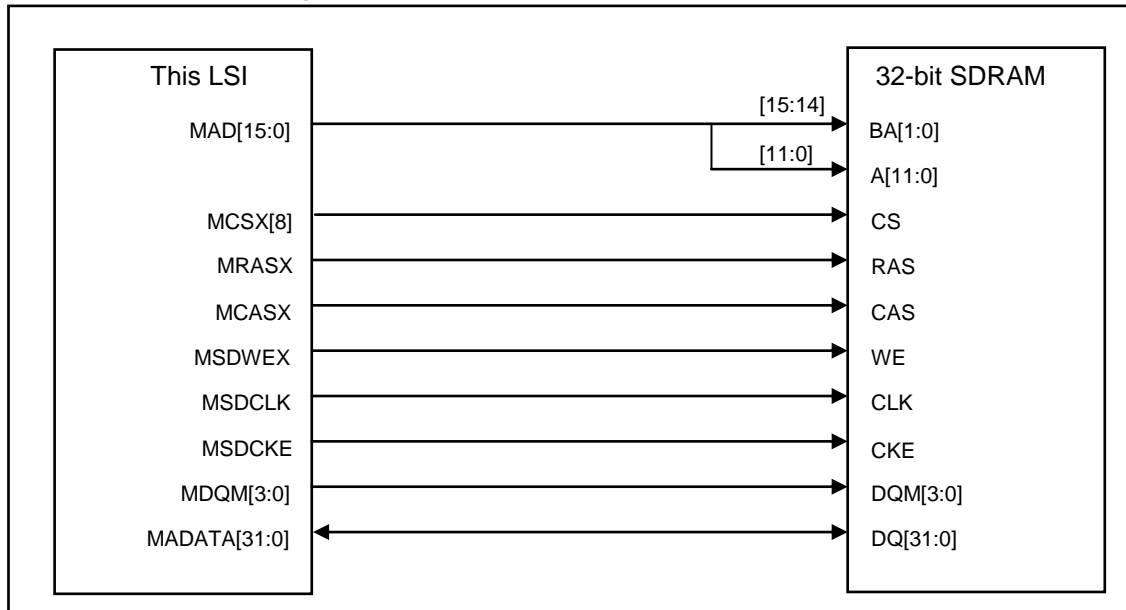 This LSI
32-bit SDRAM
MAD[15:0]
[15:14]
BA[1:0]
[11:0]
A[11:0]
MCSX[8]
CS
MRASX
RAS
MCASX
CAS
MSDWEX
WE
MSDCLK
CLK
MSDCKE
CKE
MDQM[3:0]
DQM[3:0]
MADATA[31:0]
DQ[31:0]